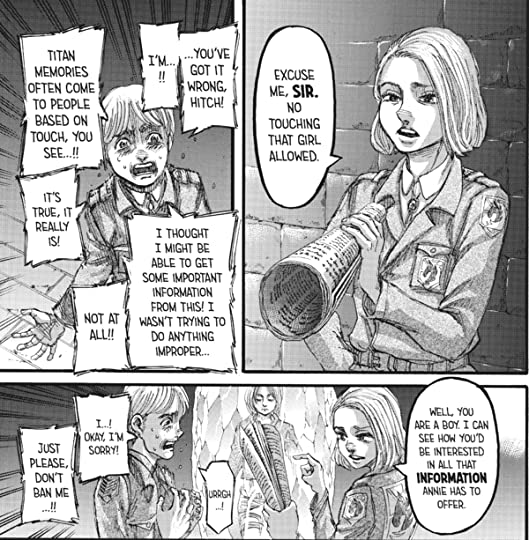 EXCUSE
ME, SIR.
NO
TOUCHING
THAT GIRL
ALLOWED.
...YOU'VE
GOT IT
WRONG,
HITCH!
I'M...
!!
TITAN
MEMORIES
OFTEN COME
TO PEOPLE
BASED ON
TOUCH, YOU
SEE...!!
IT'S
TRUE, IT
REALLY
IS!
I THOUGHT
I MIGHT BE
ABLE TO GET
SOME IMPORTANT
INFORMATION
FROM THIS! I
WASN'T TRYING TO
DO ANYTHING
IMPROPER...
NOT AT
ALL!!
WELL, YOU
ARE A BOY. I CAN
SEE HOW YOU'D
BE INTERESTED
IN ALL THAT
INFORMATION
ANNIE HAS TO
OFFER.
URRGH
...!
I...!
OKAY, I'M
SORRY!
JUST
PLEASE,
DON'T
BAN ME
...!!